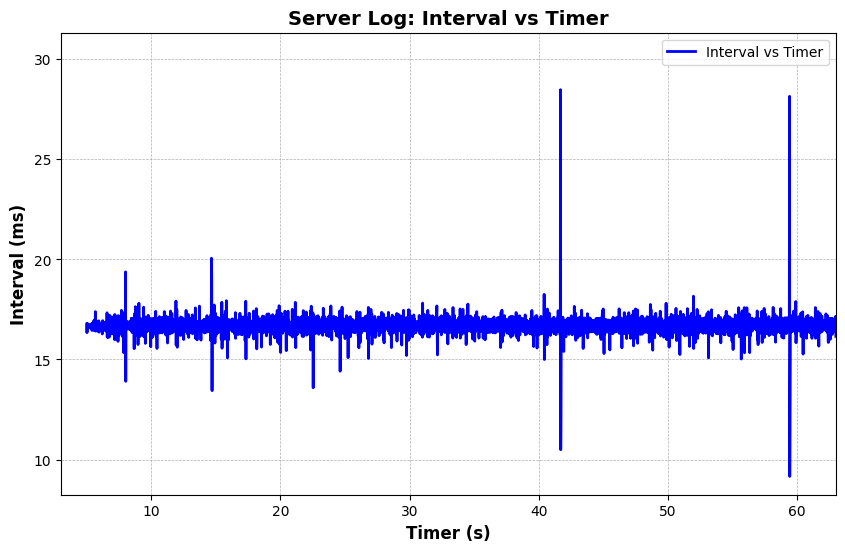 Server Log: Interval vs Timer
Interval vs Timer
30
25
20
15
10
Interval (ms)
10 20 30 40 50 60
Timer (s)